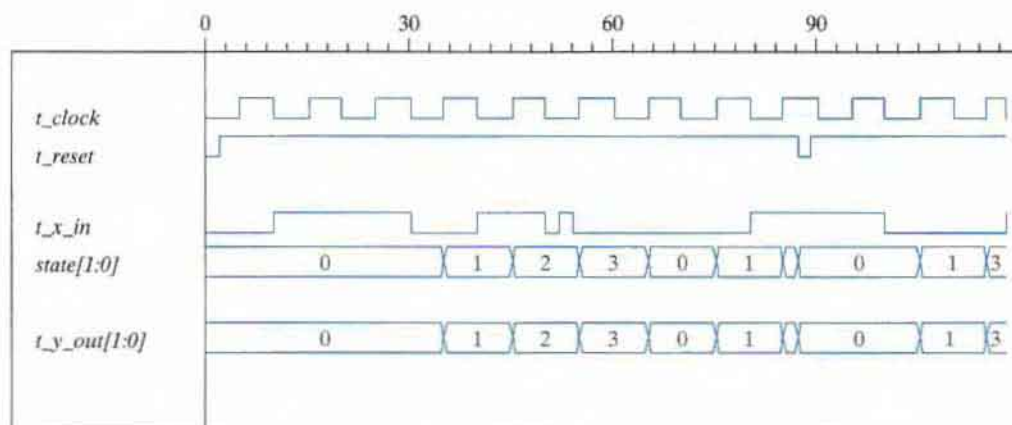 0 30 60 90
t_clock
t_reset
t_x_in
state[1:0] 0 1 2 3 0 1 0 1 3
t_y_out[1:0] 0 1 2 3 0 1 0 1 3